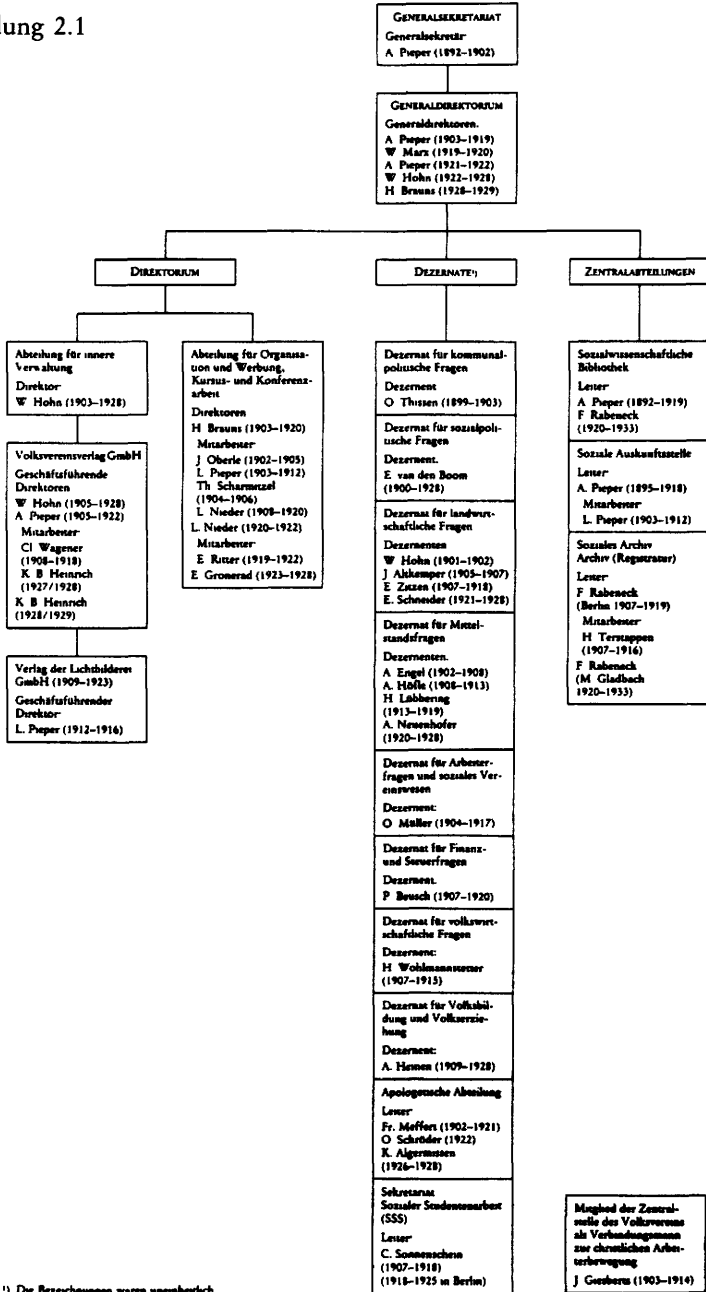 lung 2.1
GENERALSEKRETARIAT
Generalsekretär
A Pieper (1892–1902)
GENERALDIREKTORIUM
Generaldirektoren.
A Pieper (1903–1919)
W Marx (1919–1920)
A Pieper (1921–1922)
W Hohn (1922–1928)
H Brauns (1928–1929)
DIREKTORIUM
Abteilung für innere
Verwaltung
Direktor
W Hohn (1903–1928)
Volksvereinsverlag GmbH
Geschäftsführende
Direktoren
W Hohn (1905–1928)
A Pieper (1905–1922)
Mitarbeiter
Cl Wagener
(1908–1918)
K B Heinrich
(1927/1928)
K B Heinrich
(1928/1929)
Verlag der Lichtbilderei
GmbH (1909–1923)
Geschäftsführender
Direktor
L. Pieper (1912–1916)
Abteilung für Organisa-
tion und Werbung,
Kursus- und Konferenz-
arbeit
Direktoren
H Brauns (1903–1920)
Mitarbeiter
J Oberle (1902–1905)
L Pieper (1903–1912)
Th Scharmitzel
(1904–1906)
L Nieder (1908–1920)
L. Nieder (1920–1922)
Mitarbeiter
E Ritter (1919–1922)
E Gronerad (1923–1928)
DEZERNATE¹)
Dezernat für kommunal-
politische Fragen
Dezernent
O Thissen (1899–1903)
Dezernat für sozialpoli-
tische Fragen
Dezernent.
E van den Boom
(1900–1928)
Dezernat für landwirt-
schaftliche Fragen
Dezernenten
W Hohn (1901–1902)
J Altkemper (1905–1907)
E Zitzen (1907–1918)
E. Schneider (1921–1928)
Dezernat für Mittel-
standsfragen
Dezernenten.
A Engel (1902–1908)
A. Höfle (1908–1913)
H Löbbering
(1913–1919)
A. Neuenhofer
(1920–1928)
Dezernat für Arbeiter-
fragen und soziales Ver-
einswesen
Dezernent:
O Müller (1904–1917)
Dezernat für Finanz-
und Steuerfragen
Dezernent.
P Beusch (1907–1920)
Dezernat für volkswirt-
schaftliche Fragen
Dezernent:
H Wohlmannstetter
(1907–1915)
Dezernat für Volksbil-
dung und Volkserzie-
hung
Dezernent:
A. Heinen (1909–1928)
Apologetische Abteilung
Leiter
Fr. Meffert (1902–1921)
O Schröder (1922)
K. Algermissen
(1926–1928)
Sekretariat
Sozialer Studentenarbeit
(SSS)
Leiter
C. Sonnenschein
(1907–1918)
(1918–1925 in Berlin)
ZENTRALABTEILUNGEN
Sozialwissenschaftliche
Bibliothek
Leiter
A Pieper (1892–1919)
F Rabeneck
(1920–1933)
Soziale Auskunftsstelle
Leiter
A. Pieper (1895–1918)
Mitarbeiter
L. Pieper (1903–1912)
Soziales Archiv
Archiv (Registratur)
Leiter
F Rabeneck
(Berlin 1907–1919)
Mitarbeiter
H Terstappen
(1907–1916)
F Rabeneck
(M Gladbach
1920–1933)
Mitglied der Zentral-
stelle des Volksvereins
als Verbindungsmann
zur christlichen Arbei-
terbewegung
J Giesberts (1903–1914)
¹) Die Bezeichnungen waren uneinheitlich